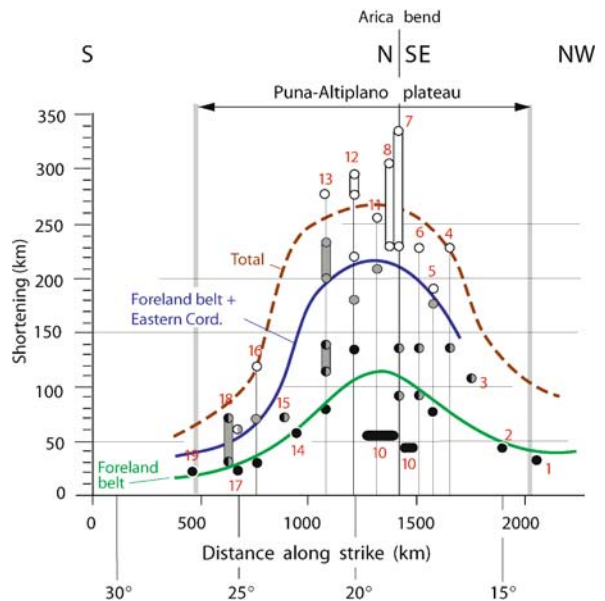 Arica bend
S N SE NW
Puna-Altiplano plateau
350
300
250
200
150
100
50
0
Shortening (km)
7
8
12
13
11
6
4
5
Total
Foreland belt +
Eastern Cord.
16
3
18
15
19
14
10
10
2
1
17
Foreland
belt
0 500 1000 1500 2000
Distance along strike (km)
30° 25° 20° 15°